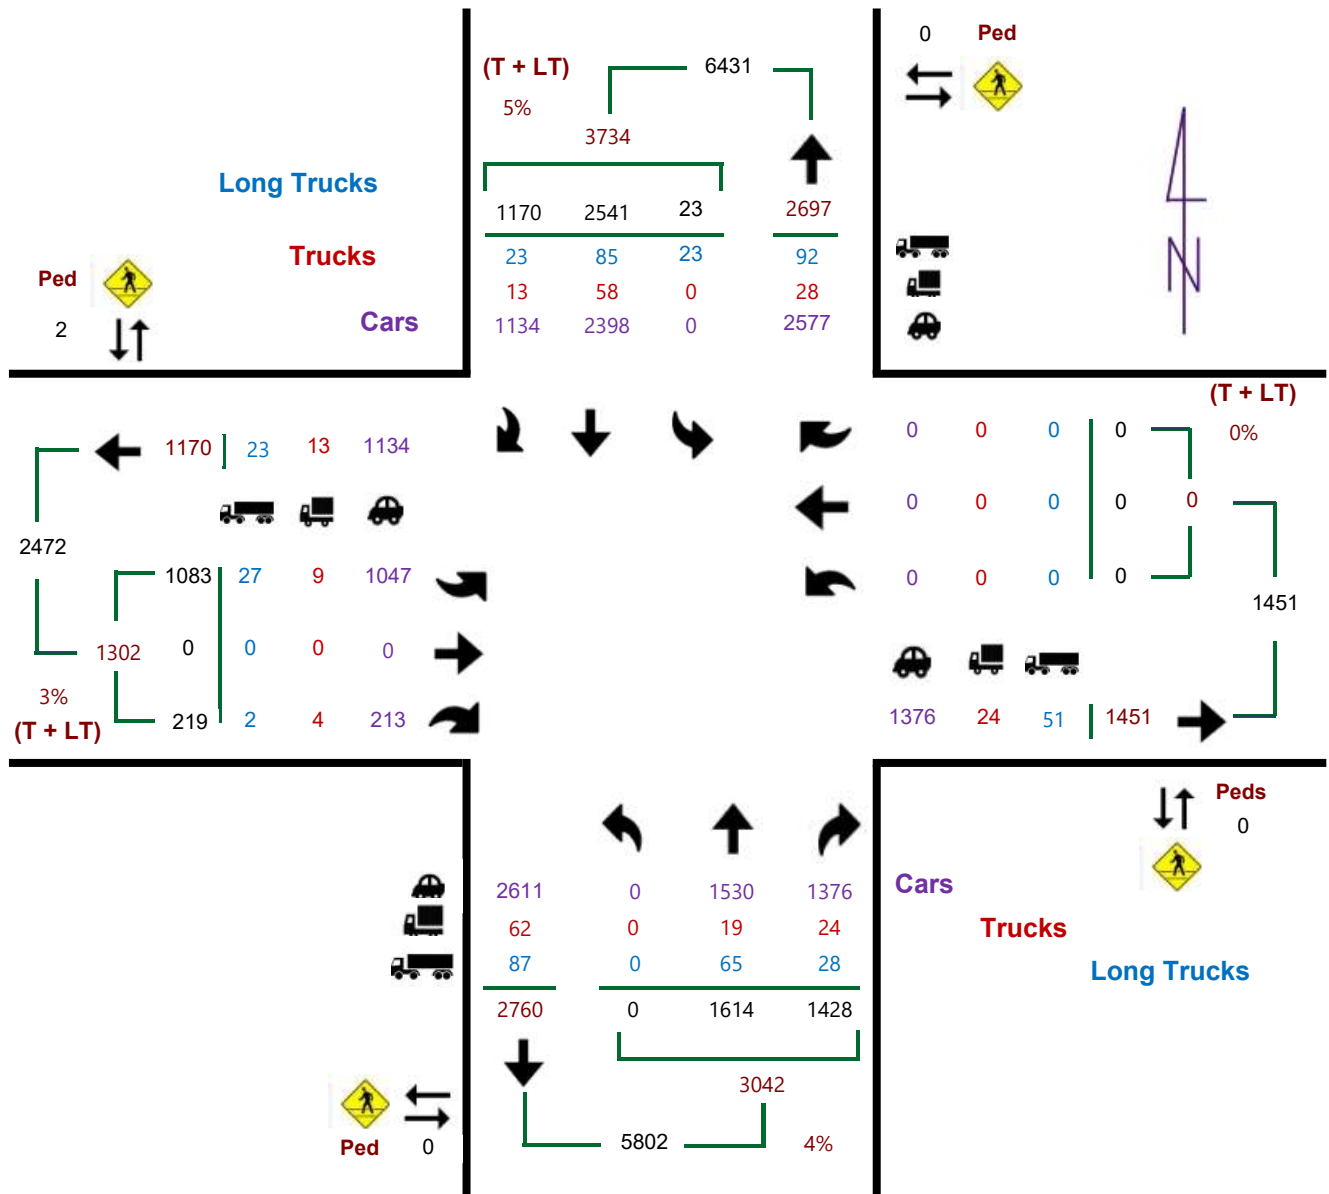 0 Ped
(T + LT) 6431
5%
3734
Long Trucks
1170 2541 23 2697
Trucks 23 85 23 92
Ped 13 58 0 28
2 Cars 1134 2398 0 2577
N
(T + LT)
1170 23 13 1134 0 0 0 0 0%
0 0 0 0 0
2472
1083 27 9 1047 0 0 0 0
1451
1302 0 0 0 0
3%
219 2 4 213 1376 24 51 1451
(T + LT)
Peds
0
2611 0 1530 1376 Cars
62 0 19 24 Trucks
87 0 65 28 Long Trucks
2760 0 1614 1428
3042
Ped 0 5802 4%